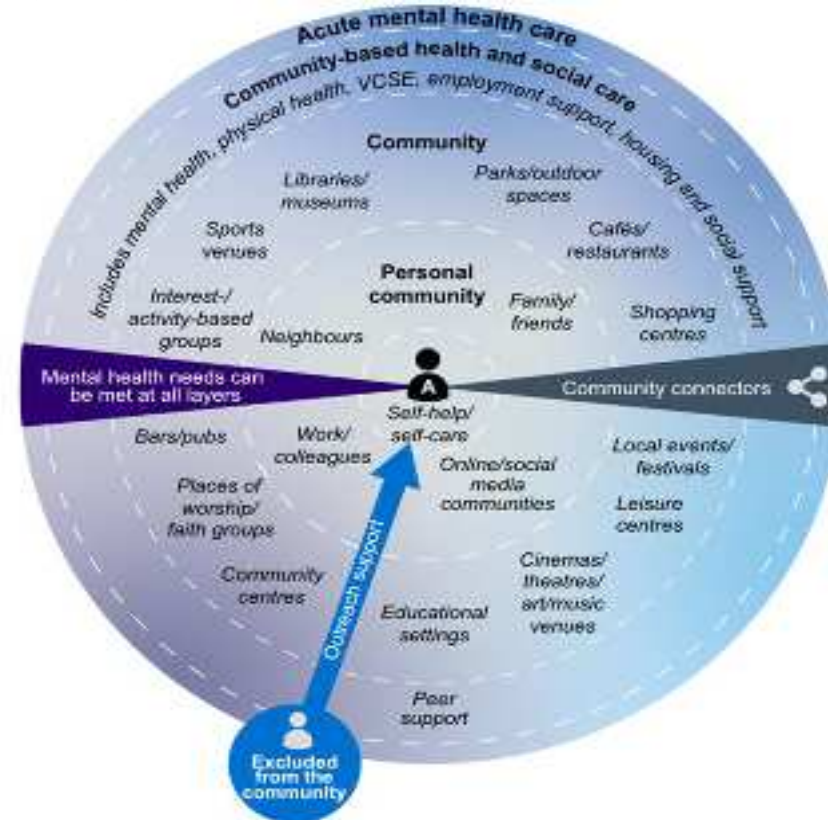 Acute mental health care
Community-based health and social care
Includes mental health, physical health, VCSE, employment support, housing and social support
Community
Libraries/
museums
Parks/outdoor
spaces
Sports
venues
Cafés/
restaurants
Personal
community
Interest-/
activity-based
groups
Neighbours
Family/
friends
Shopping
centres
Mental health needs can
be met at all layers
A
Community connectors
Self-help/
self-care
Bars/pubs
Work/
colleagues
Online/social
media
communities
Local events/
festivals
Places of
worship/
faith groups
Leisure
centres
Community
centres
Outreach support
Educational
settings
Cinemas/
theatres/
art/music
venues
Peer
support
Excluded
from the
community